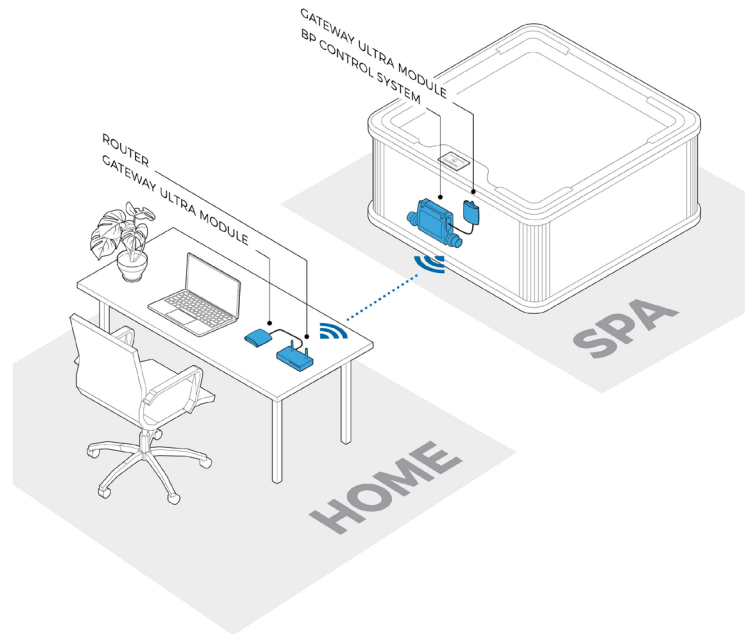 GATEWAY ULTRA MODULE
BP CONTROL SYSTEM
ROUTER
GATEWAY ULTRA MODULE
SPA
HOME